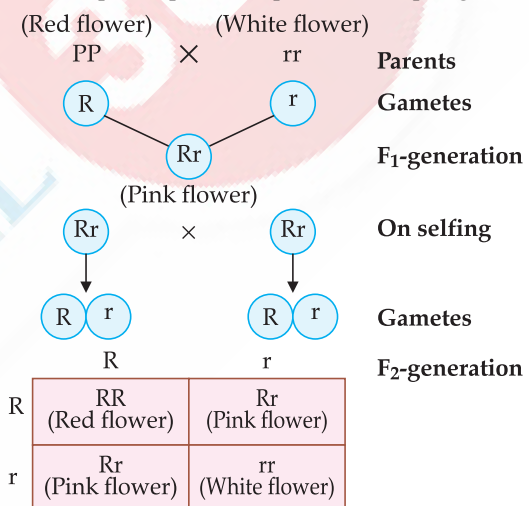 (Red flower) (White flower)
PP × rr Parents
R r Gametes
Rr F₁-generation
(Pink flower)
Rr × Rr On selfing
R r R r Gametes
R r F₂-generation
R RR Rr
(Red flower) (Pink flower)
r Rr rr
(Pink flower) (White flower)